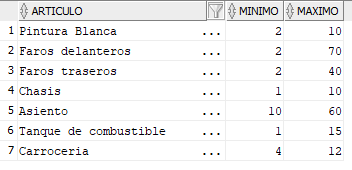 ARTICULO MINIMO MAXIMO
1 Pintura Blanca ... 2 10
2 Faros delanteros ... 2 70
3 Faros traseros ... 2 40
4 Chasis ... 1 10
5 Asiento ... 10 60
6 Tanque de combustible ... 1 15
7 Carroceria ... 4 12